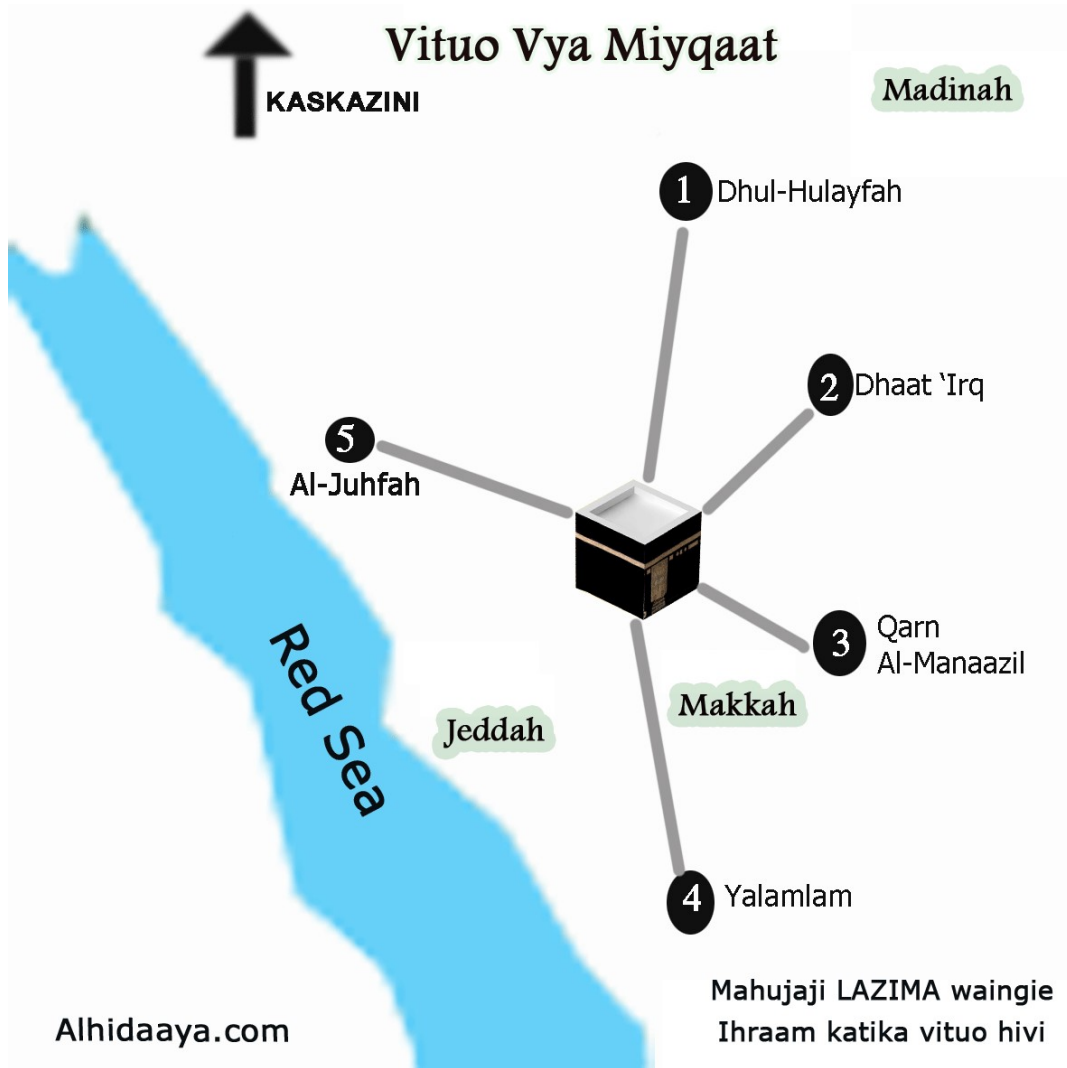 Vituo Vya Miyqaat
KASKAZINI
Madinah
1 Dhul-Hulayfah
2 Dhaat ‘Irq
5
Al-Juhfah
3 Qarn
Al-Manaazil
Red Sea
Jeddah
Makkah
4 Yalamlam
Mahujaji LAZIMA waingie
Ihraam katika vituo hivi
Alhidaaya.com